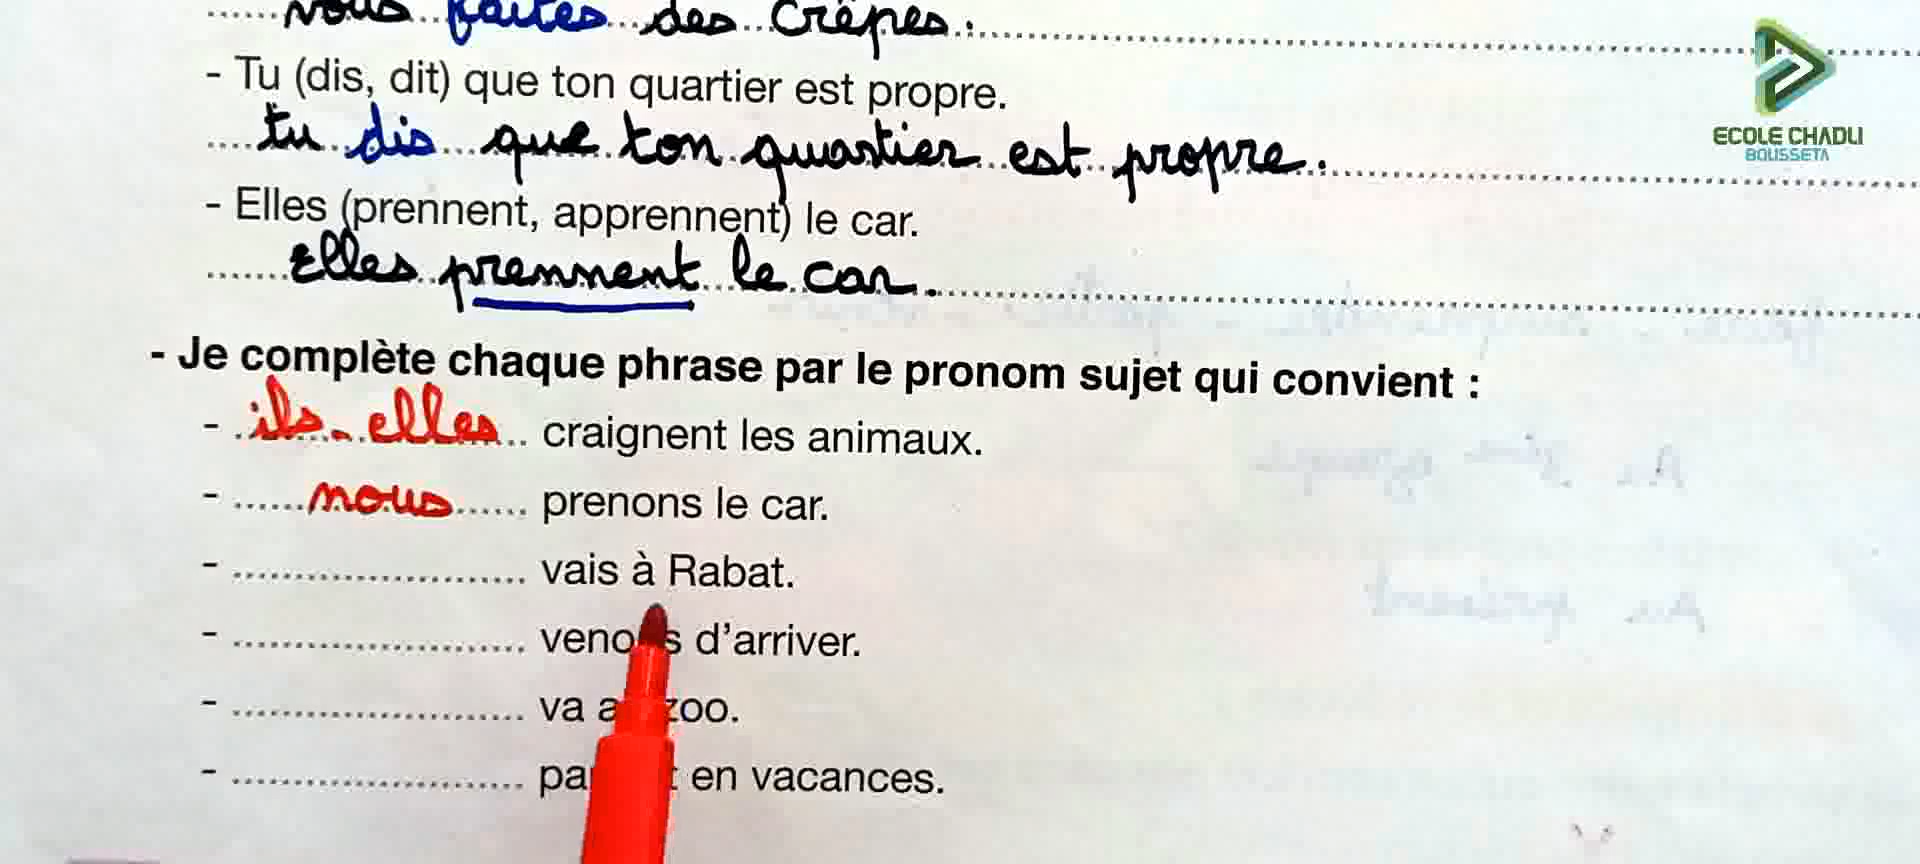 nous faites des crêpes.
- Tu (dis, dit) que ton quartier est propre.
tu dis que ton quartier est propre.
- Elles (prennent, apprennent) le car.
Elles prennent le car.
- Je complète chaque phrase par le pronom sujet qui convient :
- ils - elles craignent les animaux.
- nous prenons le car.
- vais à Rabat.
- d'arriver.
- va zoo.
- en vacances.
ECOLE CHADLI
BOUSSETA